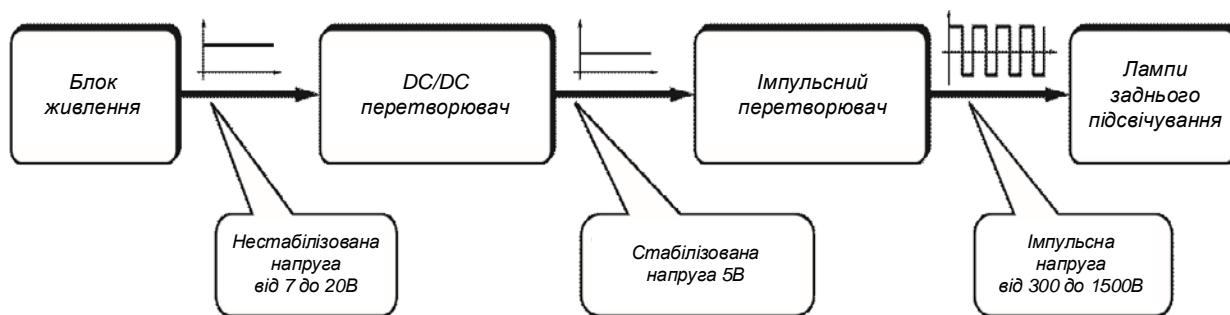 Блок
живлення
DC/DC
перетворювач
Імпульсний
перетворювач
Лампи
заднього
підсвічування
Нестабілізована
напруга
від 7 до 20В
Стабілізована
напруга 5В
Імпульсна
напруга
від 300 до 1500В